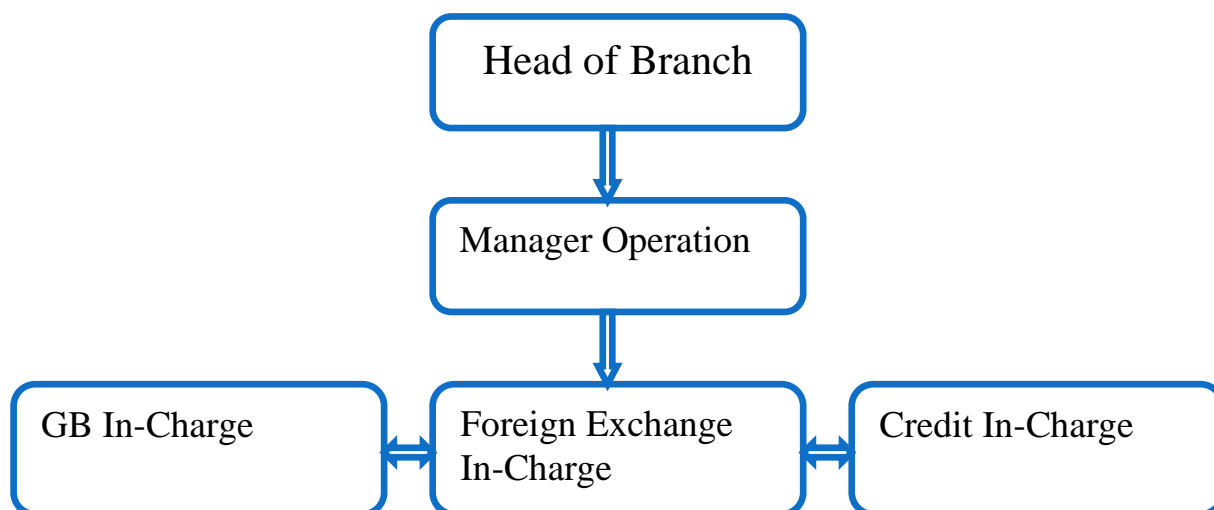 Head of Branch
Manager Operation
GB In-Charge
Foreign Exchange
In-Charge
Credit In-Charge